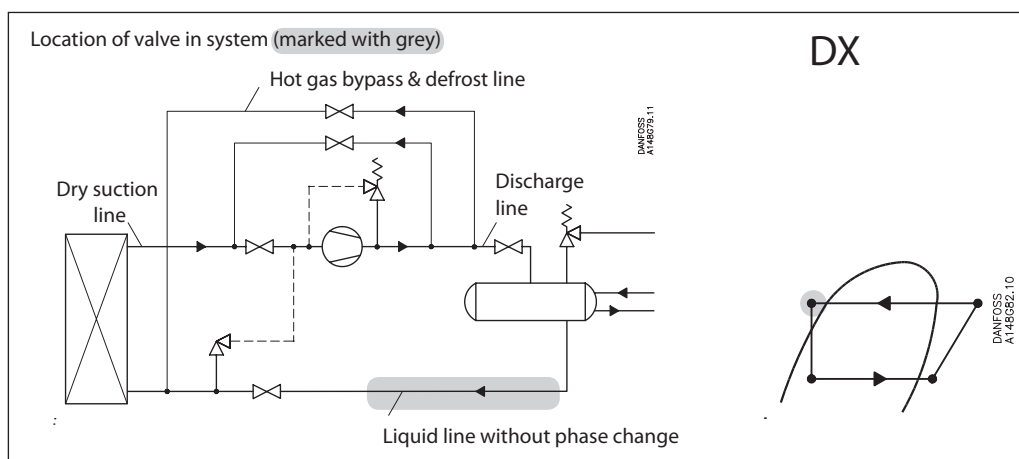 Location of valve in system (marked with grey)
DX
Hot gas bypass & defrost line
DANFOSS
A148G79.11
Dry suction
line
Discharge
line
DANFOSS
A148G82.10
Liquid line without phase change